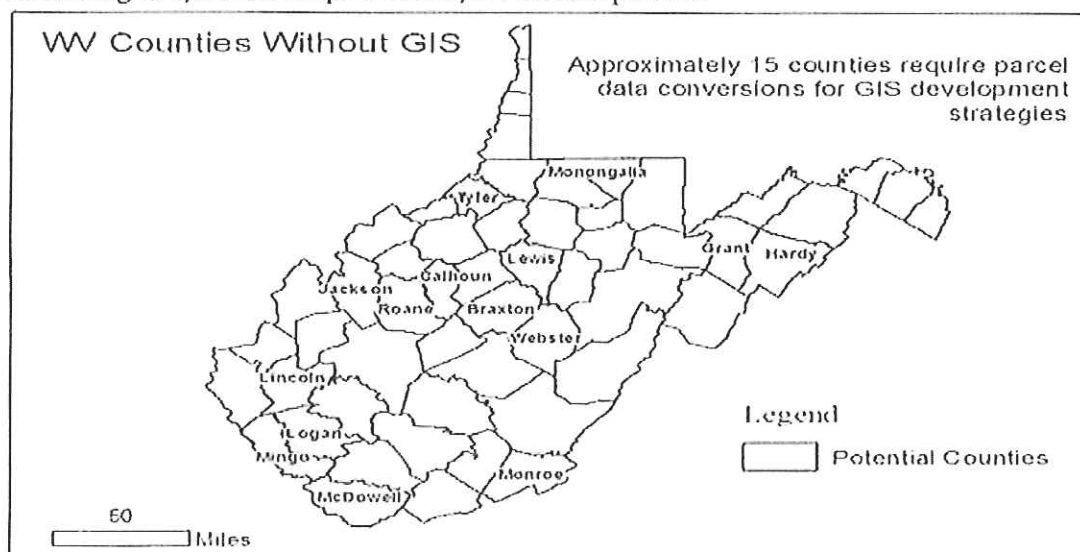 WV Counties Without GIS
Approximately 15 counties require parcel
data conversions for GIS development
strategies
Monongalia
Tyler
Grant
Hardy
Lewis
Calhoun
Jackson
Roane
Braxton
Webster
Lincoln
Logan
Mingo
Monroe
McDowell
Legend
Potential Counties
60
Miles